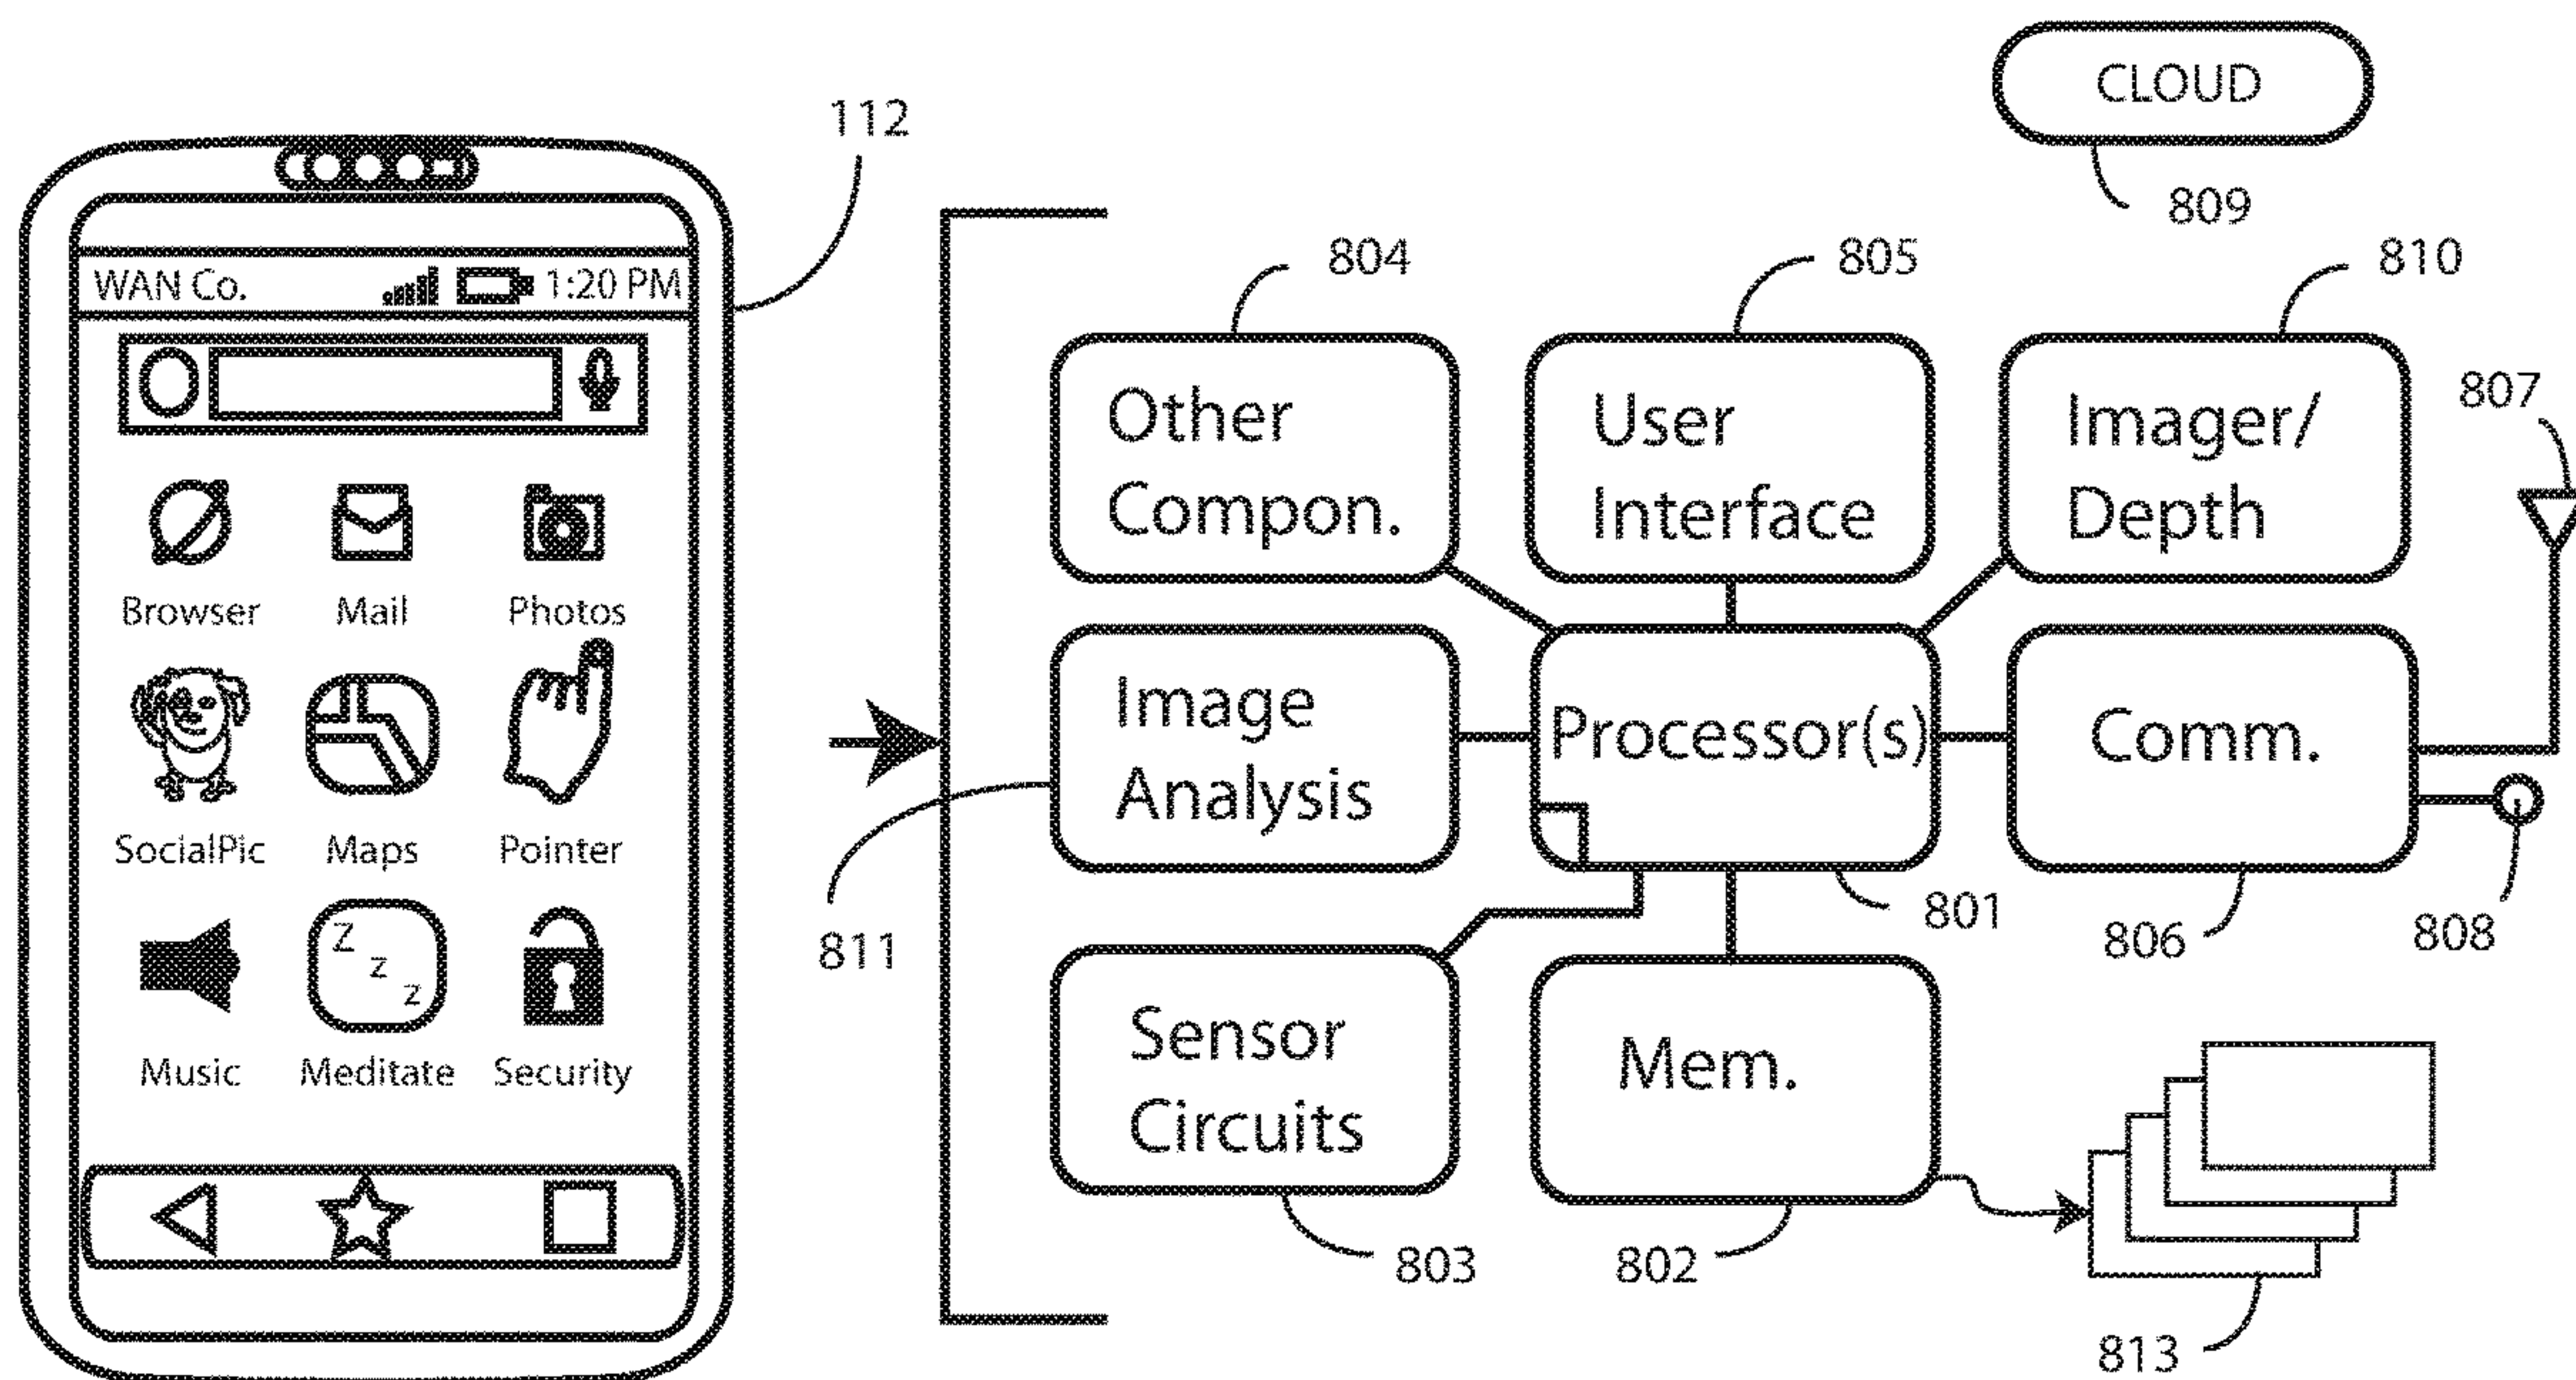 112
WAN Co. 1:20 PM
Browser Mail Photos
SocialPic Maps Pointer
Z
z
z
Music Meditate Security
CLOUD
809
804
805
810
807
Other
Compon.
User
Interface
Imager/
Depth
Image
Analysis
Processor(s)
Comm.
811
801
806
808
Sensor
Circuits
Mem.
803
802
813